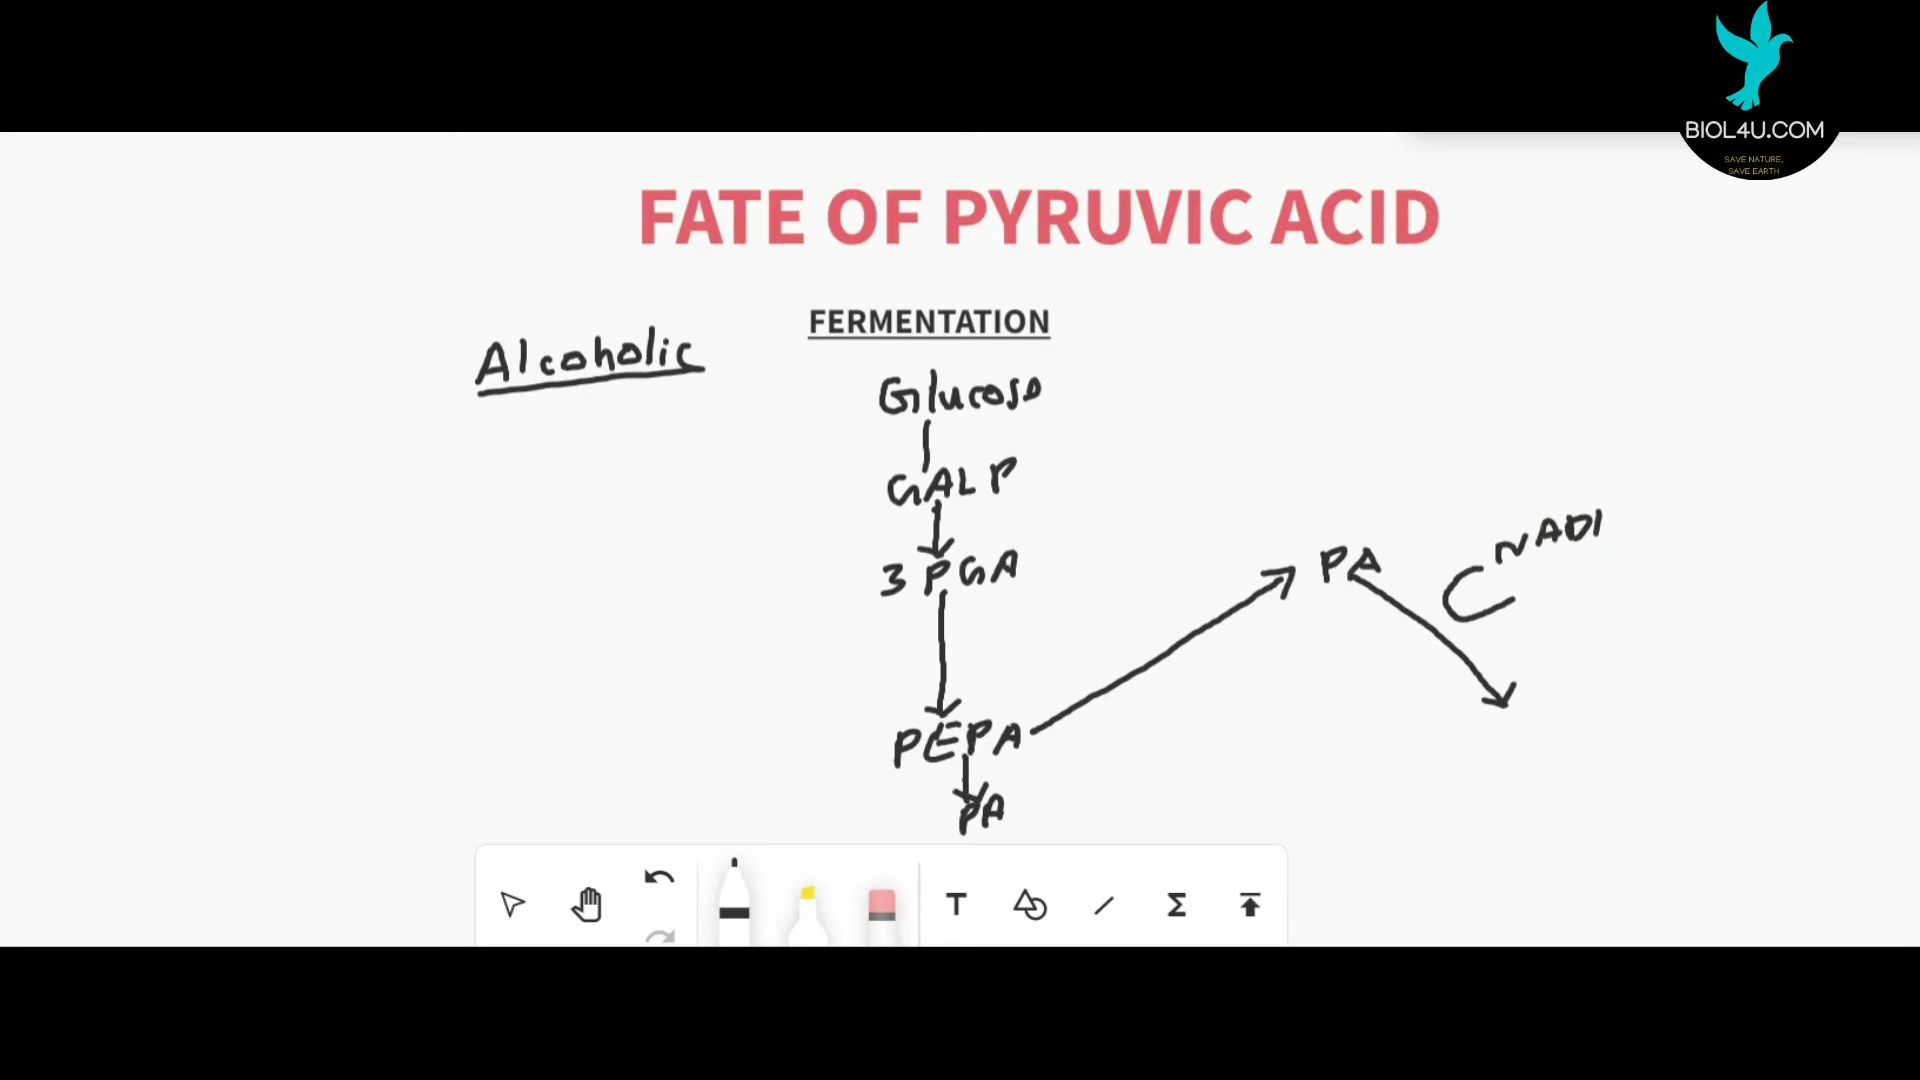 BIOL4U.COM
SAVE NATURE,
SAVE EARTH
FATE OF PYRUVIC ACID
FERMENTATION
Alcoholic
Glucose
GALP
3 PGA
PA
NADI
PEPA
PA
T
Σ